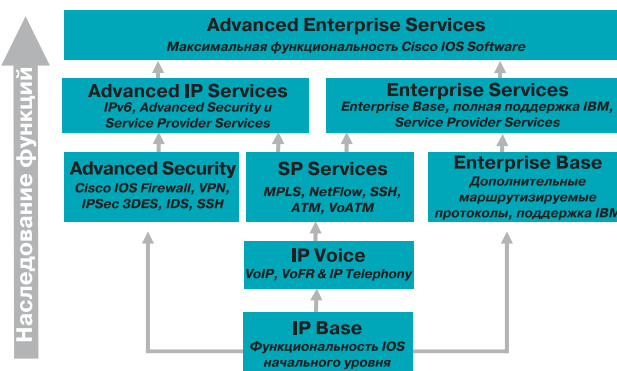 Наследование функций
Advanced Enterprise Services
Максимальная функциональность Cisco IOS Software
Advanced IP Services
IPv6, Advanced Security и
Service Provider Services
Enterprise Services
Enterprise Base, полная поддержка IBM,
Service Provider Services
Advanced Security
Cisco IOS Firewall, VPN,
IPSec 3DES, IDS, SSH
SP Services
MPLS, NetFlow, SSH,
ATM, VoATM
Enterprise Base
Дополнительные
маршрутизируемые
протоколы, поддержка IBM
IP Voice
VoIP, VoFR & IP Telephony
IP Base
Функциональность IOS
начального уровня